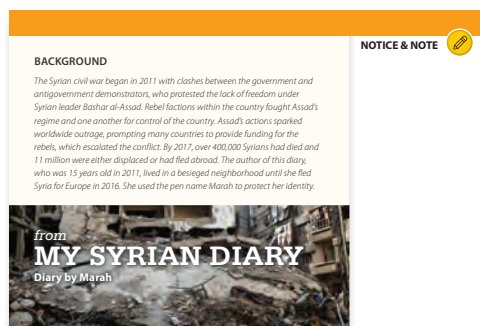 NOTICE & NOTE
BACKGROUND
The Syrian civil war began in 2011 with clashes between the government and
antigovernment demonstrators, who protested the lack of freedom under
Syrian leader Bashar al-Assad. Rebel factions within the country fought Assad's
regime and one another for control of the country. Assad's actions sparked
worldwide outrage, prompting many countries to provide funding for the
rebels, which escalated the conflict. By 2017, over 400,000 Syrians had died and
11 million were either displaced or had fled abroad. The author of this diary,
who was 15 years old in 2011, lived in a besieged neighborhood until she fled
Syria for Europe in 2016. She used the pen name Marah to protect her identity.
from
MY SYRIAN DIARY
Diary by Marah